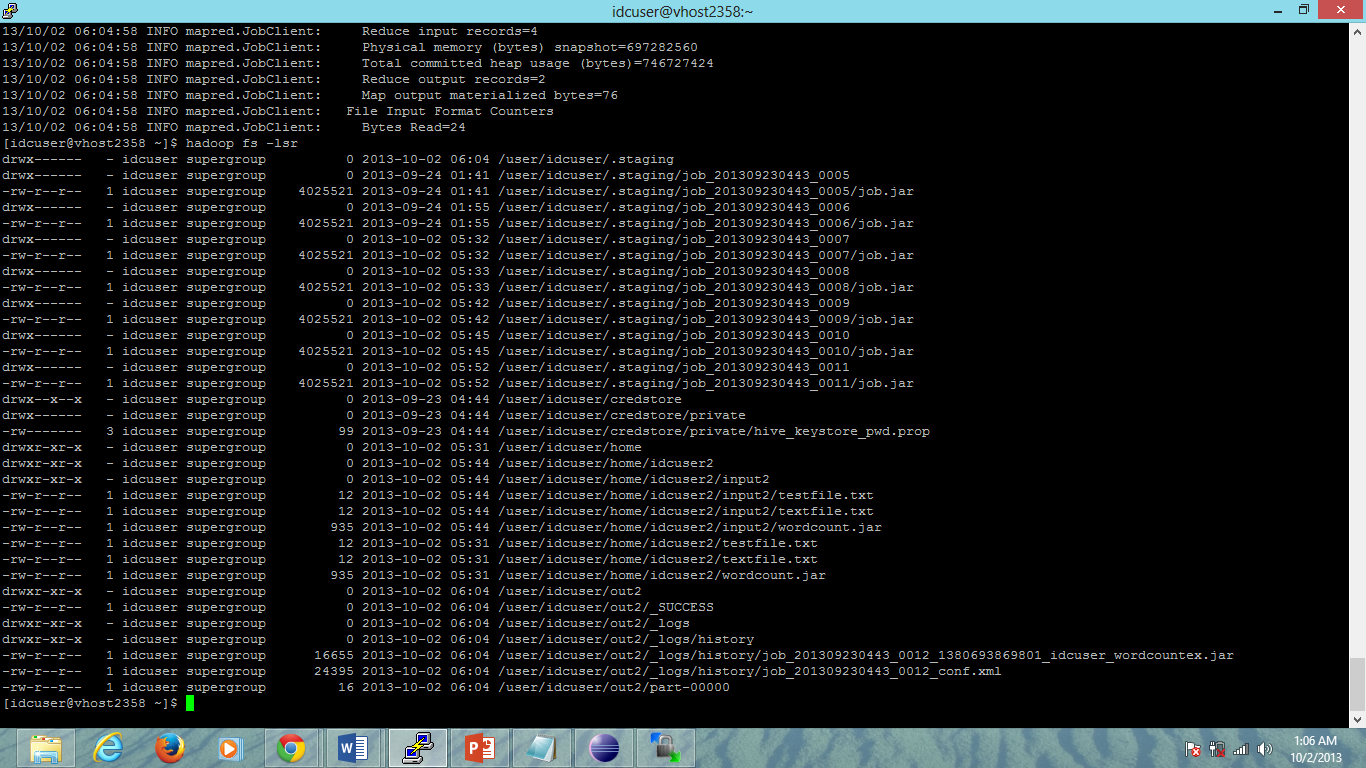 idcuser@vhost2358:~
13/10/02 06:04:58 INFO mapred.JobClient:     Reduce input records=4
13/10/02 06:04:58 INFO mapred.JobClient:     Physical memory (bytes) snapshot=697282560
13/10/02 06:04:58 INFO mapred.JobClient:     Total committed heap usage (bytes)=746727424
13/10/02 06:04:58 INFO mapred.JobClient:     Reduce output records=2
13/10/02 06:04:58 INFO mapred.JobClient:     Map output materialized bytes=76
13/10/02 06:04:58 INFO mapred.JobClient:   File Input Format Counters
13/10/02 06:04:58 INFO mapred.JobClient:     Bytes Read=24
[idcuser@vhost2358 ~]$ hadoop fs -lsr
drwx------   - idcuser supergroup          0 2013-10-02 06:04 /user/idcuser/.staging
drwx------   - idcuser supergroup          0 2013-09-24 01:41 /user/idcuser/.staging/job_201309230443_0005
-rw-r--r--   1 idcuser supergroup    4025521 2013-09-24 01:41 /user/idcuser/.staging/job_201309230443_0005/job.jar
drwx------   - idcuser supergroup          0 2013-09-24 01:55 /user/idcuser/.staging/job_201309230443_0006
-rw-r--r--   1 idcuser supergroup    4025521 2013-09-24 01:55 /user/idcuser/.staging/job_201309230443_0006/job.jar
drwx------   - idcuser supergroup          0 2013-10-02 05:32 /user/idcuser/.staging/job_201309230443_0007
-rw-r--r--   1 idcuser supergroup    4025521 2013-10-02 05:32 /user/idcuser/.staging/job_201309230443_0007/job.jar
drwx------   - idcuser supergroup          0 2013-10-02 05:33 /user/idcuser/.staging/job_201309230443_0008
-rw-r--r--   1 idcuser supergroup    4025521 2013-10-02 05:33 /user/idcuser/.staging/job_201309230443_0008/job.jar
drwx------   - idcuser supergroup          0 2013-10-02 05:42 /user/idcuser/.staging/job_201309230443_0009
-rw-r--r--   1 idcuser supergroup    4025521 2013-10-02 05:42 /user/idcuser/.staging/job_201309230443_0009/job.jar
drwx------   - idcuser supergroup          0 2013-10-02 05:45 /user/idcuser/.staging/job_201309230443_0010
-rw-r--r--   1 idcuser supergroup    4025521 2013-10-02 05:45 /user/idcuser/.staging/job_201309230443_0010/job.jar
drwx------   - idcuser supergroup          0 2013-10-02 05:52 /user/idcuser/.staging/job_201309230443_0011
-rw-r--r--   1 idcuser supergroup    4025521 2013-10-02 05:52 /user/idcuser/.staging/job_201309230443_0011/job.jar
drwx--x--x   - idcuser supergroup          0 2013-09-23 04:44 /user/idcuser/credstore
drwx------   - idcuser supergroup          0 2013-09-23 04:44 /user/idcuser/credstore/private
-rw-------   3 idcuser supergroup         99 2013-09-23 04:44 /user/idcuser/credstore/private/hive_keystore_pwd.prop
drwxr-xr-x   - idcuser supergroup          0 2013-10-02 05:31 /user/idcuser/home
drwxr-xr-x   - idcuser supergroup          0 2013-10-02 05:44 /user/idcuser/home/idcuser2
drwxr-xr-x   - idcuser supergroup          0 2013-10-02 05:44 /user/idcuser/home/idcuser2/input2
-rw-r--r--   1 idcuser supergroup         12 2013-10-02 05:44 /user/idcuser/home/idcuser2/input2/testfile.txt
-rw-r--r--   1 idcuser supergroup         12 2013-10-02 05:44 /user/idcuser/home/idcuser2/input2/textfile.txt
-rw-r--r--   1 idcuser supergroup        935 2013-10-02 05:44 /user/idcuser/home/idcuser2/input2/wordcount.jar
-rw-r--r--   1 idcuser supergroup         12 2013-10-02 05:31 /user/idcuser/home/idcuser2/testfile.txt
-rw-r--r--   1 idcuser supergroup         12 2013-10-02 05:31 /user/idcuser/home/idcuser2/textfile.txt
-rw-r--r--   1 idcuser supergroup        935 2013-10-02 05:31 /user/idcuser/home/idcuser2/wordcount.jar
drwxr-xr-x   - idcuser supergroup          0 2013-10-02 06:04 /user/idcuser/out2
-rw-r--r--   1 idcuser supergroup          0 2013-10-02 06:04 /user/idcuser/out2/_SUCCESS
drwxr-xr-x   - idcuser supergroup          0 2013-10-02 06:04 /user/idcuser/out2/_logs
drwxr-xr-x   - idcuser supergroup          0 2013-10-02 06:04 /user/idcuser/out2/_logs/history
-rw-r--r--   1 idcuser supergroup      16655 2013-10-02 06:04 /user/idcuser/out2/_logs/history/job_201309230443_0012_1380693869801_idcuser_wordcountex.jar
-rw-r--r--   1 idcuser supergroup      24395 2013-10-02 06:04 /user/idcuser/out2/_logs/history/job_201309230443_0012_conf.xml
-rw-r--r--   1 idcuser supergroup         16 2013-10-02 06:04 /user/idcuser/out2/part-00000
[idcuser@vhost2358 ~]$
1:06 AM
10/2/2013